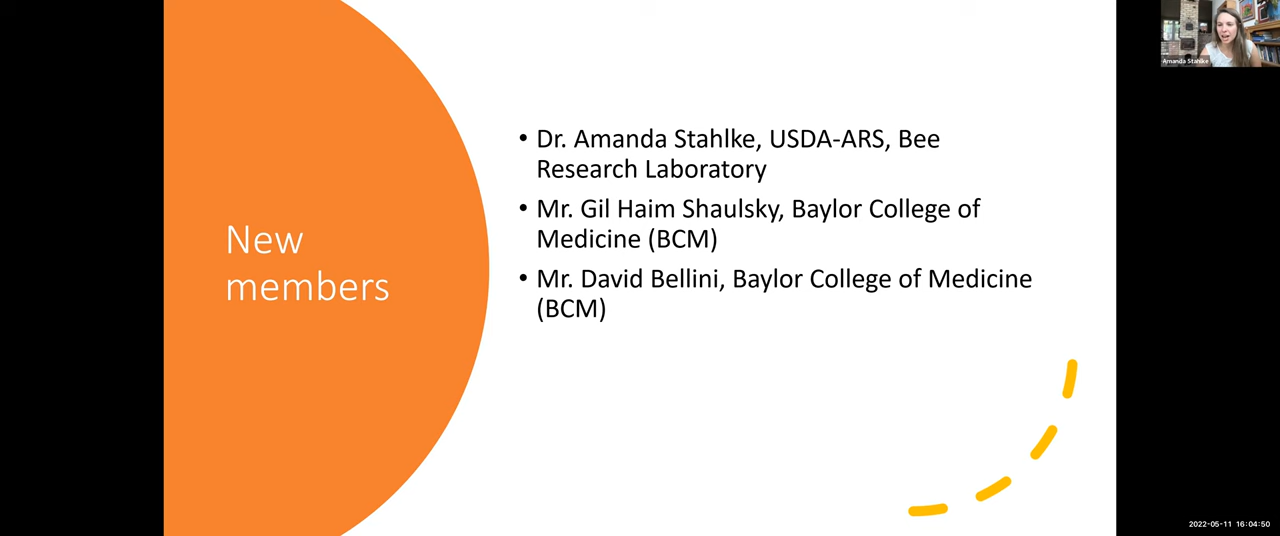 New
members
• Dr. Amanda Stahlke, USDA-ARS, Bee
Research Laboratory
• Mr. Gil Haim Shaulsky, Baylor College of
Medicine (BCM)
• Mr. David Bellini, Baylor College of Medicine
(BCM)
Amanda Stahlke
2022-05-11 16:04:50